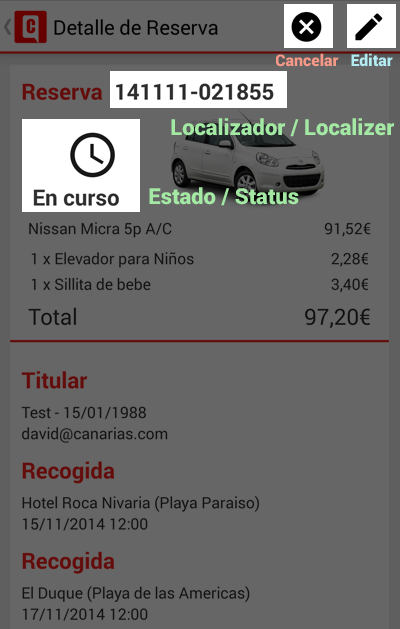 Detalle de Reserva
Cancelar Editar
Reserva 141111-021855
Localizador / Localizer
En curso
Estado / Status
Nissan Micra 5p A/C 91,52€
1 x Elevador para Niños 2,28€
1 x Sillita de bebe 3,40€
Total 97,20€
Titular
Test - 15/01/1988
david@canarias.com
Recogida
Hotel Roca Nivaria (Playa Paraiso)
15/11/2014 12:00
Recogida
El Duque (Playa de las Americas)
17/11/2014 12:00